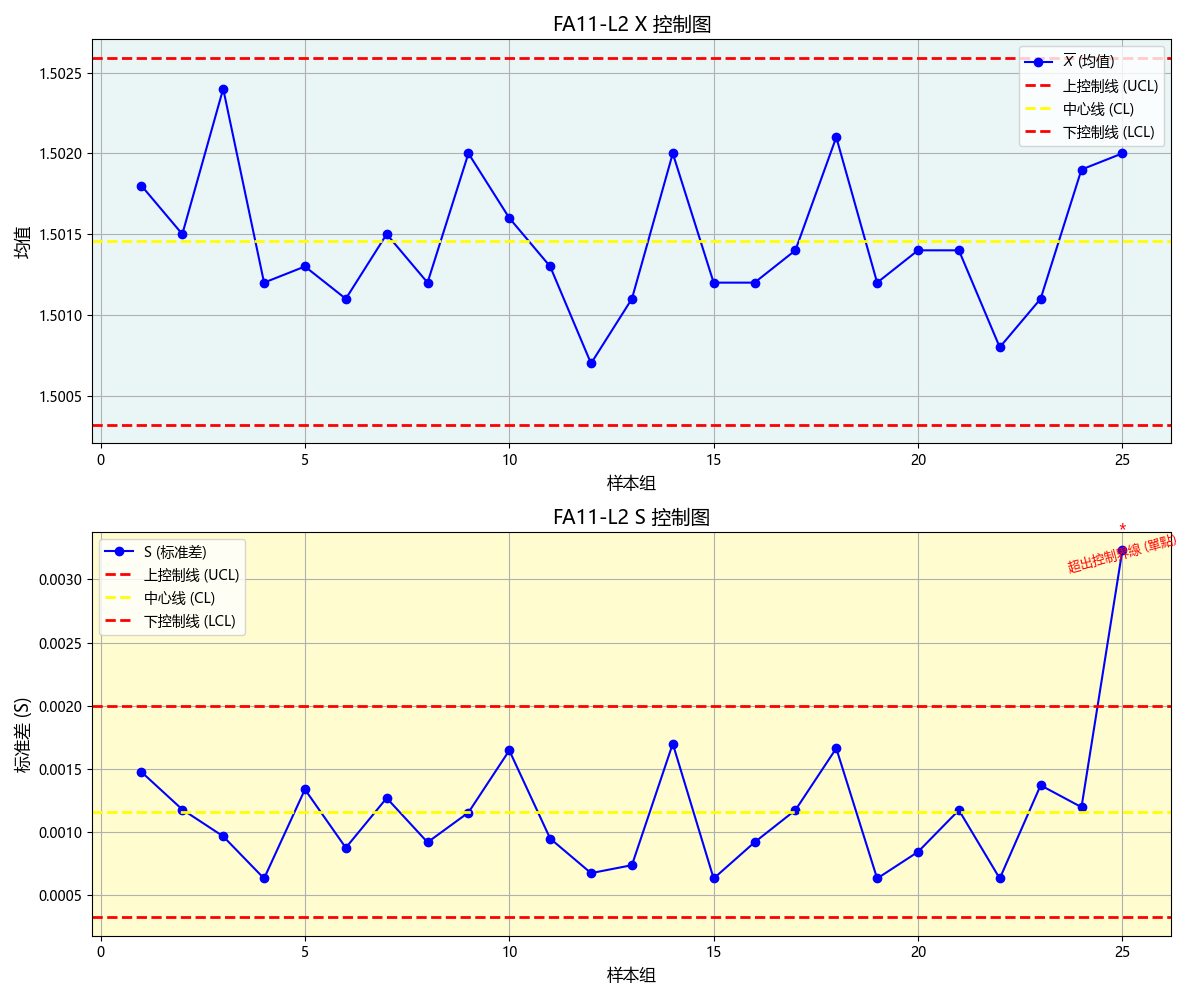 FA11-L2 X 控制图
均值
1.5025
1.5020
1.5015
1.5010
1.5005
X (均值)
上控制线 (UCL)
中心线 (CL)
下控制线 (LCL)
0 5 10 15 20 25
样本组
FA11-L2 S 控制图
标准差 (S)
0.0030
0.0025
0.0020
0.0015
0.0010
0.0005
S (标准差)
上控制线 (UCL)
中心线 (CL)
下控制线 (LCL)
*
超出控制界線 (單點)
0 5 10 15 20 25
样本组